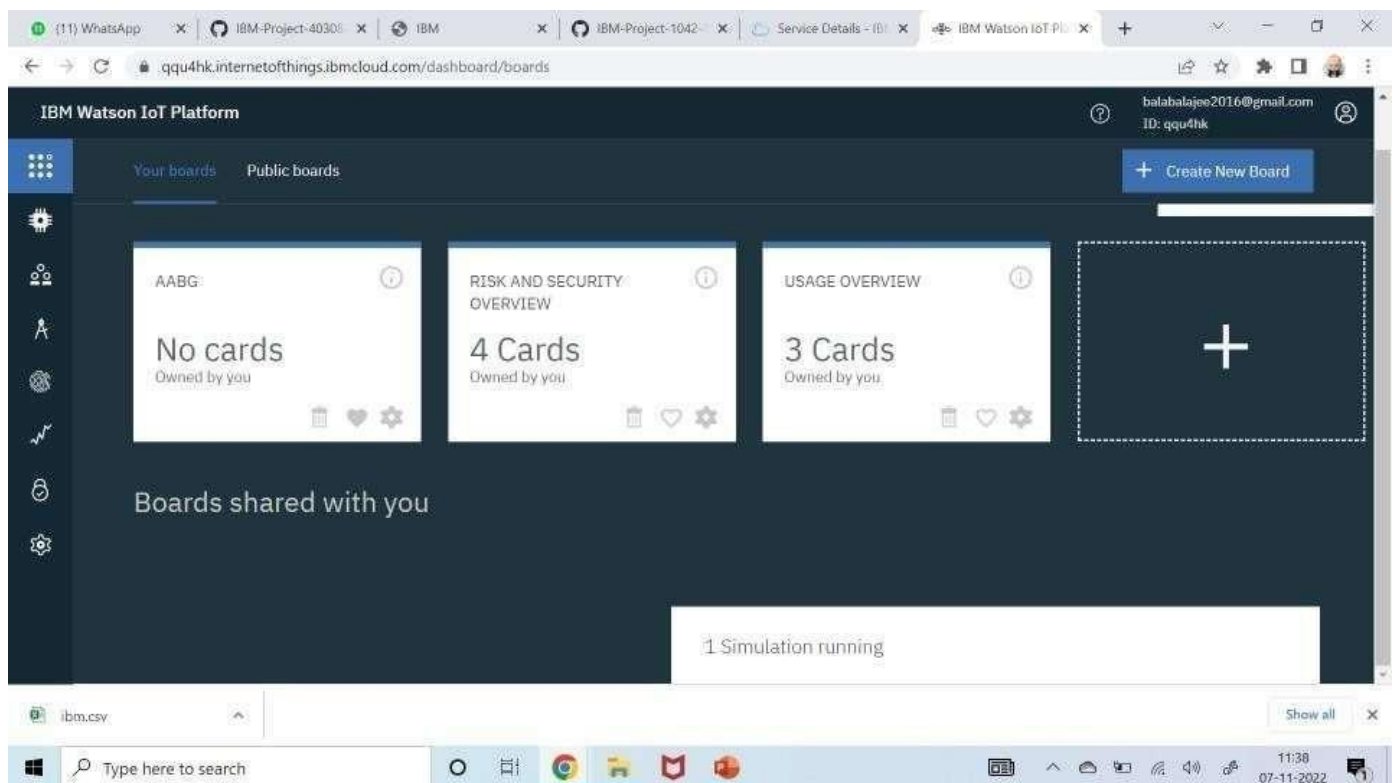 (11) WhatsApp
IBM-Project-40308
IBM
IBM-Project-1042-
Service Details - IB
IBM Watson IoT Pl
qqu4hk.internetofthings.ibmcloud.com/dashboard/boards
IBM Watson IoT Platform
balabalajee2016@gmail.com
ID: qqu4hk
Your boards
Public boards
Create New Board
AABG
No cards
Owned by you
RISK AND SECURITY
OVERVIEW
4 Cards
Owned by you
USAGE OVERVIEW
3 Cards
Owned by you
Boards shared with you
1 Simulation running
ibm.csv
Show all
Type here to search
11:38
07-11-2022